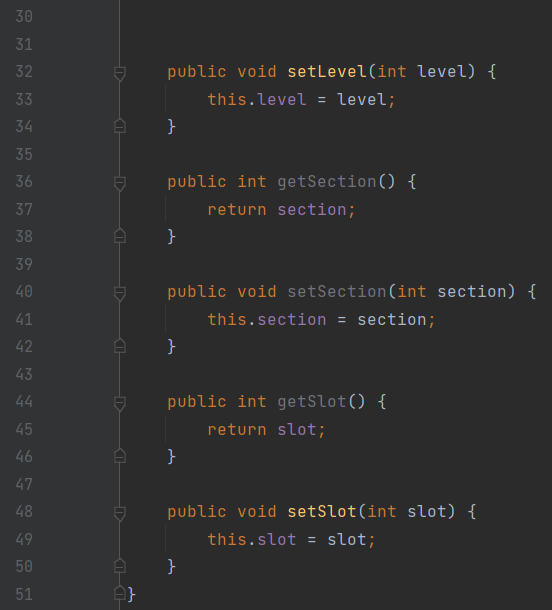 30
31
32 public void setLevel(int level) {
33 this.level = level;
34 }
35
36 public int getSection() {
37 return section;
38 }
39
40 public void setSection(int section) {
41 this.section = section;
42 }
43
44 public int getSlot() {
45 return slot;
46 }
47
48 public void setSlot(int slot) {
49 this.slot = slot;
50 }
51 }